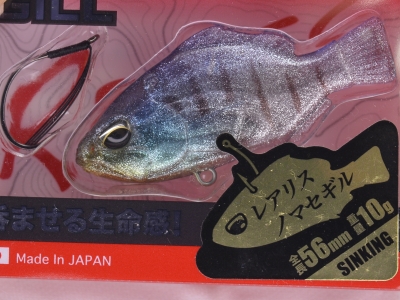 GILL
レアリス
ノマセギル
呑ませる生命感!
全長56mm 重量10g
SINKING
Made In JAPAN